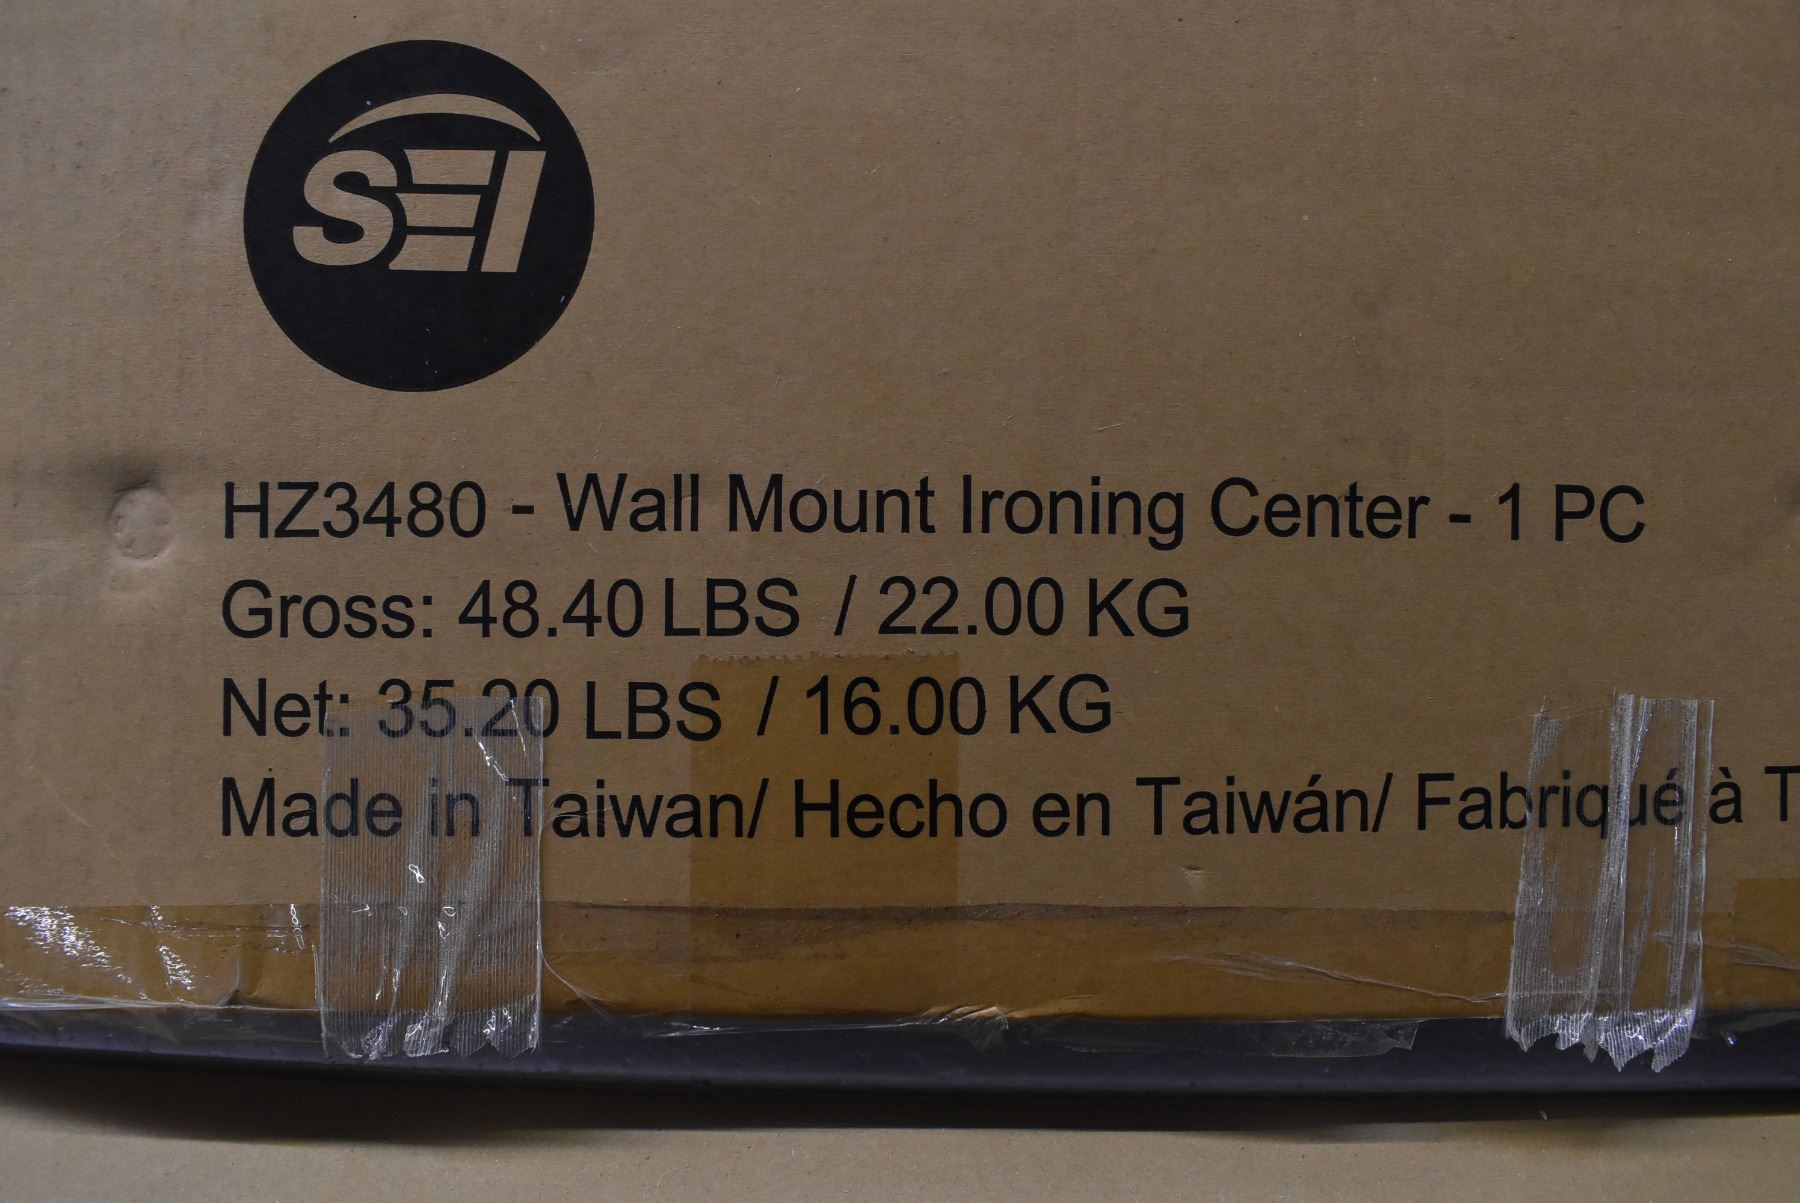 SEI
HZ3480 - Wall Mount Ironing Center - 1 PC
Gross: 48.40 LBS / 22.00 KG
Net: 35.20 LBS / 16.00 KG
Made in Taiwan/ Hecho en Taiwán/ Fabriqué à T